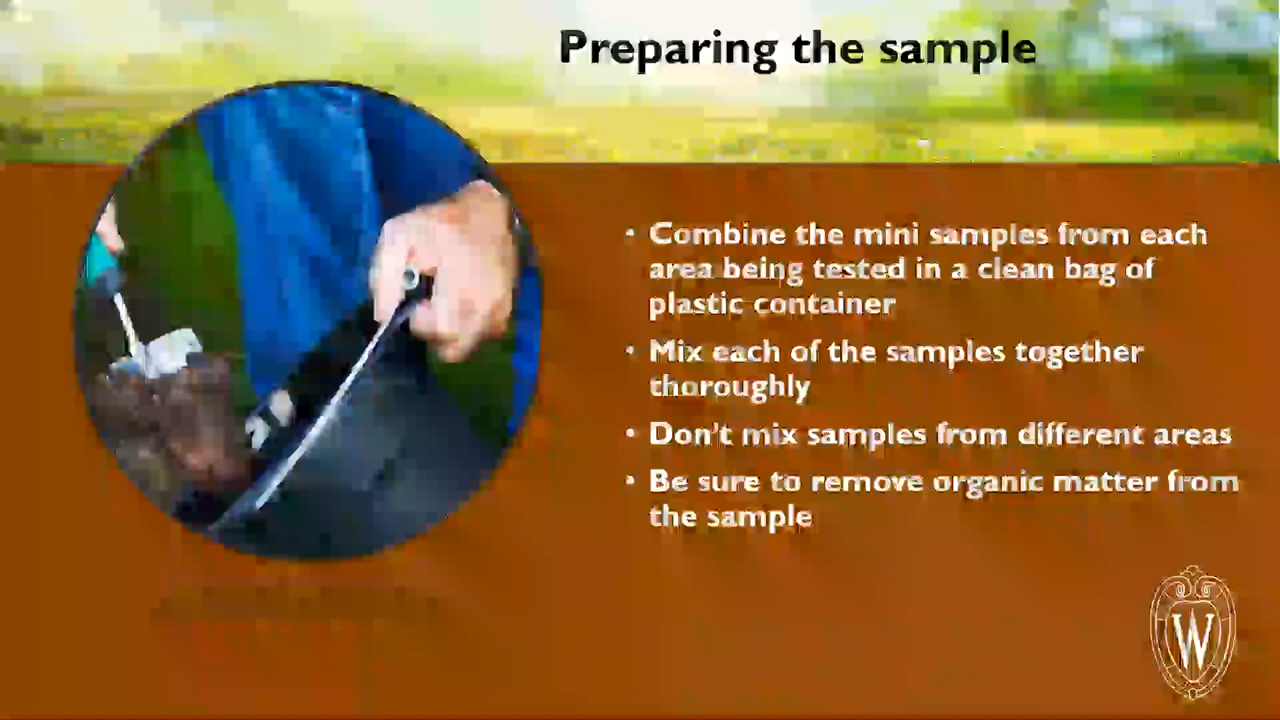 Preparing the sample
• Combine the mini samples from each
area being tested in a clean bag of
plastic container
• Mix each of the samples together
thoroughly
• Don't mix samples from different areas
• Be sure to remove organic matter from
the sample
W